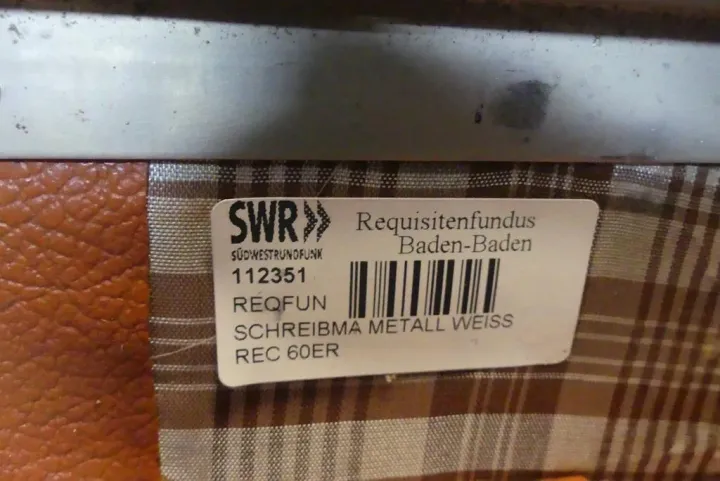 SWR>> Requisitenfundus
SÜDWESTRUNDFUNK Baden-Baden
112351
REQFUN
SCHREIBMA METALL WEISS
REC 60ER